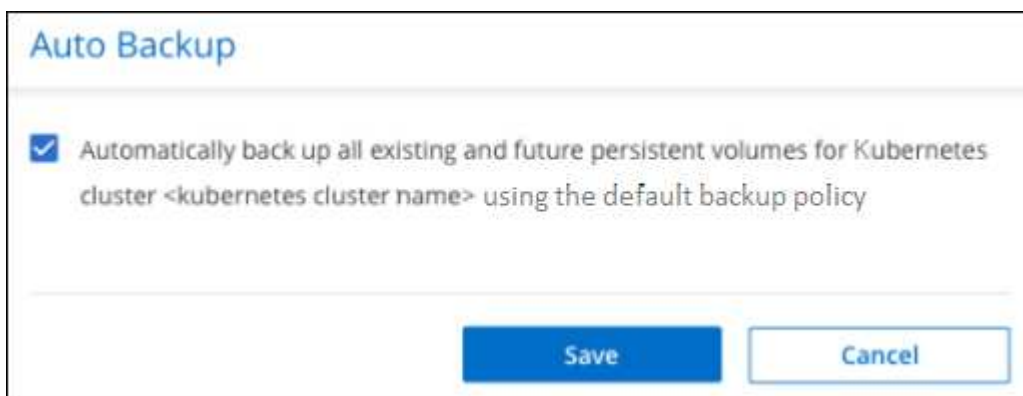 Auto Backup
Automatically back up all existing and future persistent volumes for Kubernetes
cluster <kubernetes cluster name> using the default backup policy
Save
Cancel